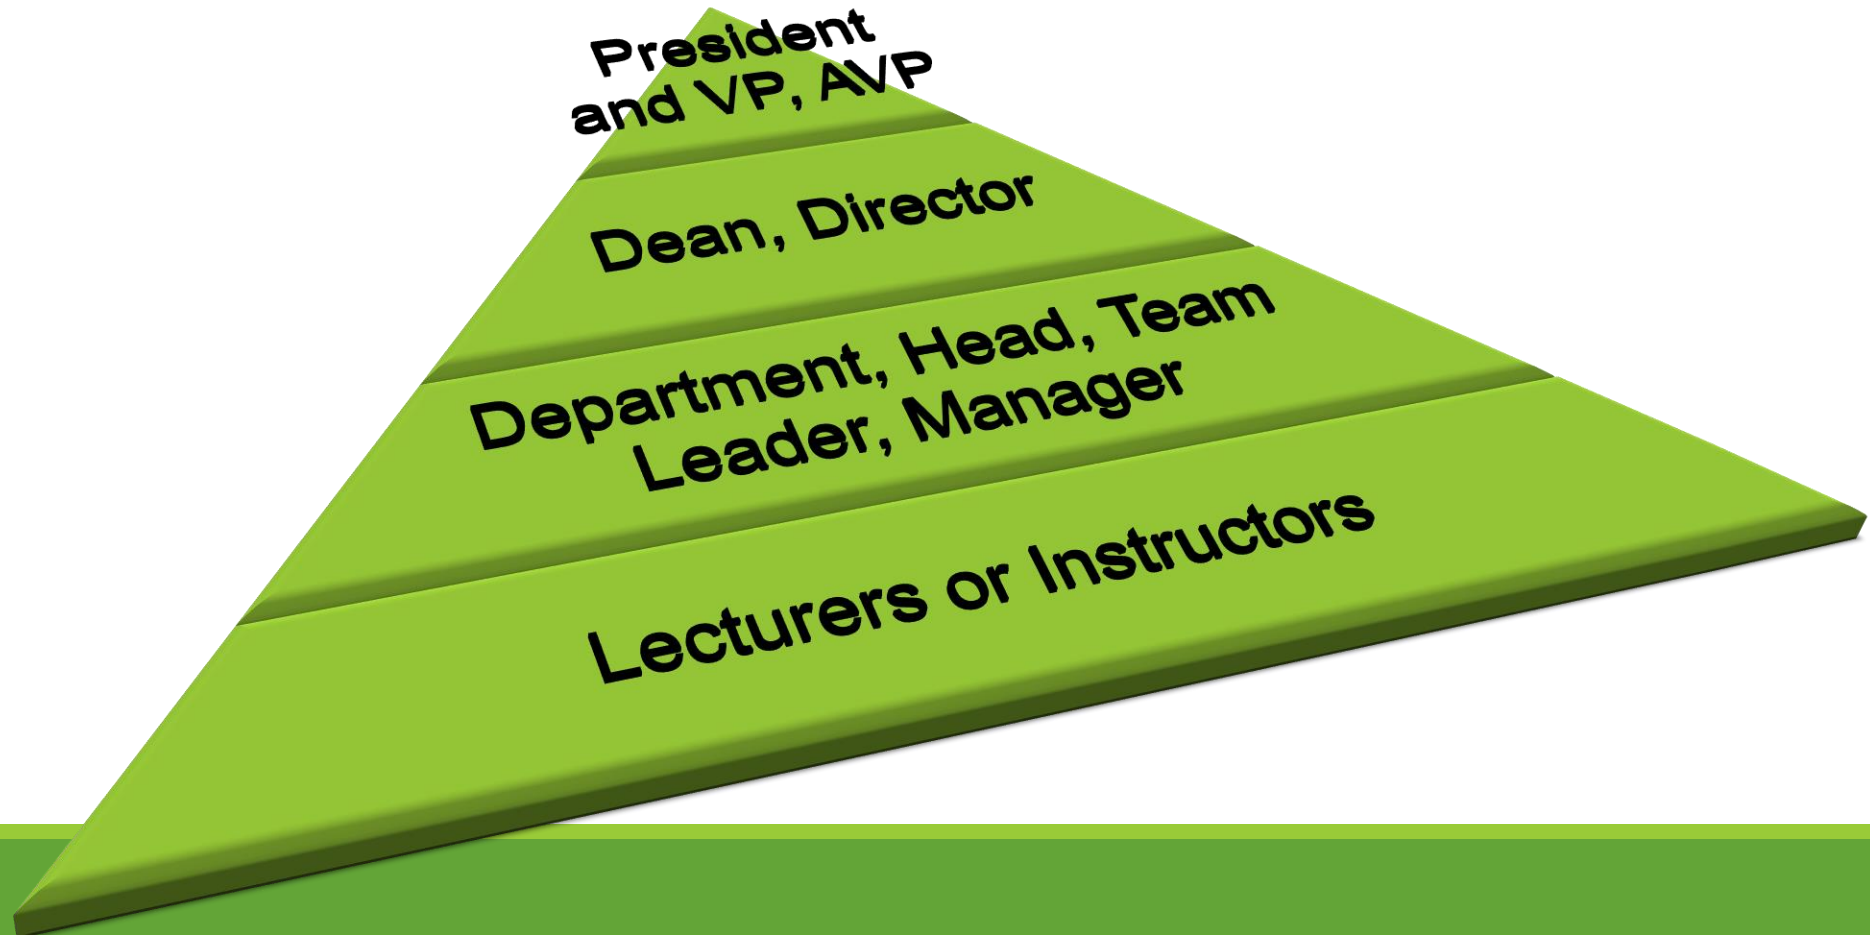 President
and VP, AVP
Dean, Director
Department, Head, Team
Leader, Manager
Lecturers or Instructors